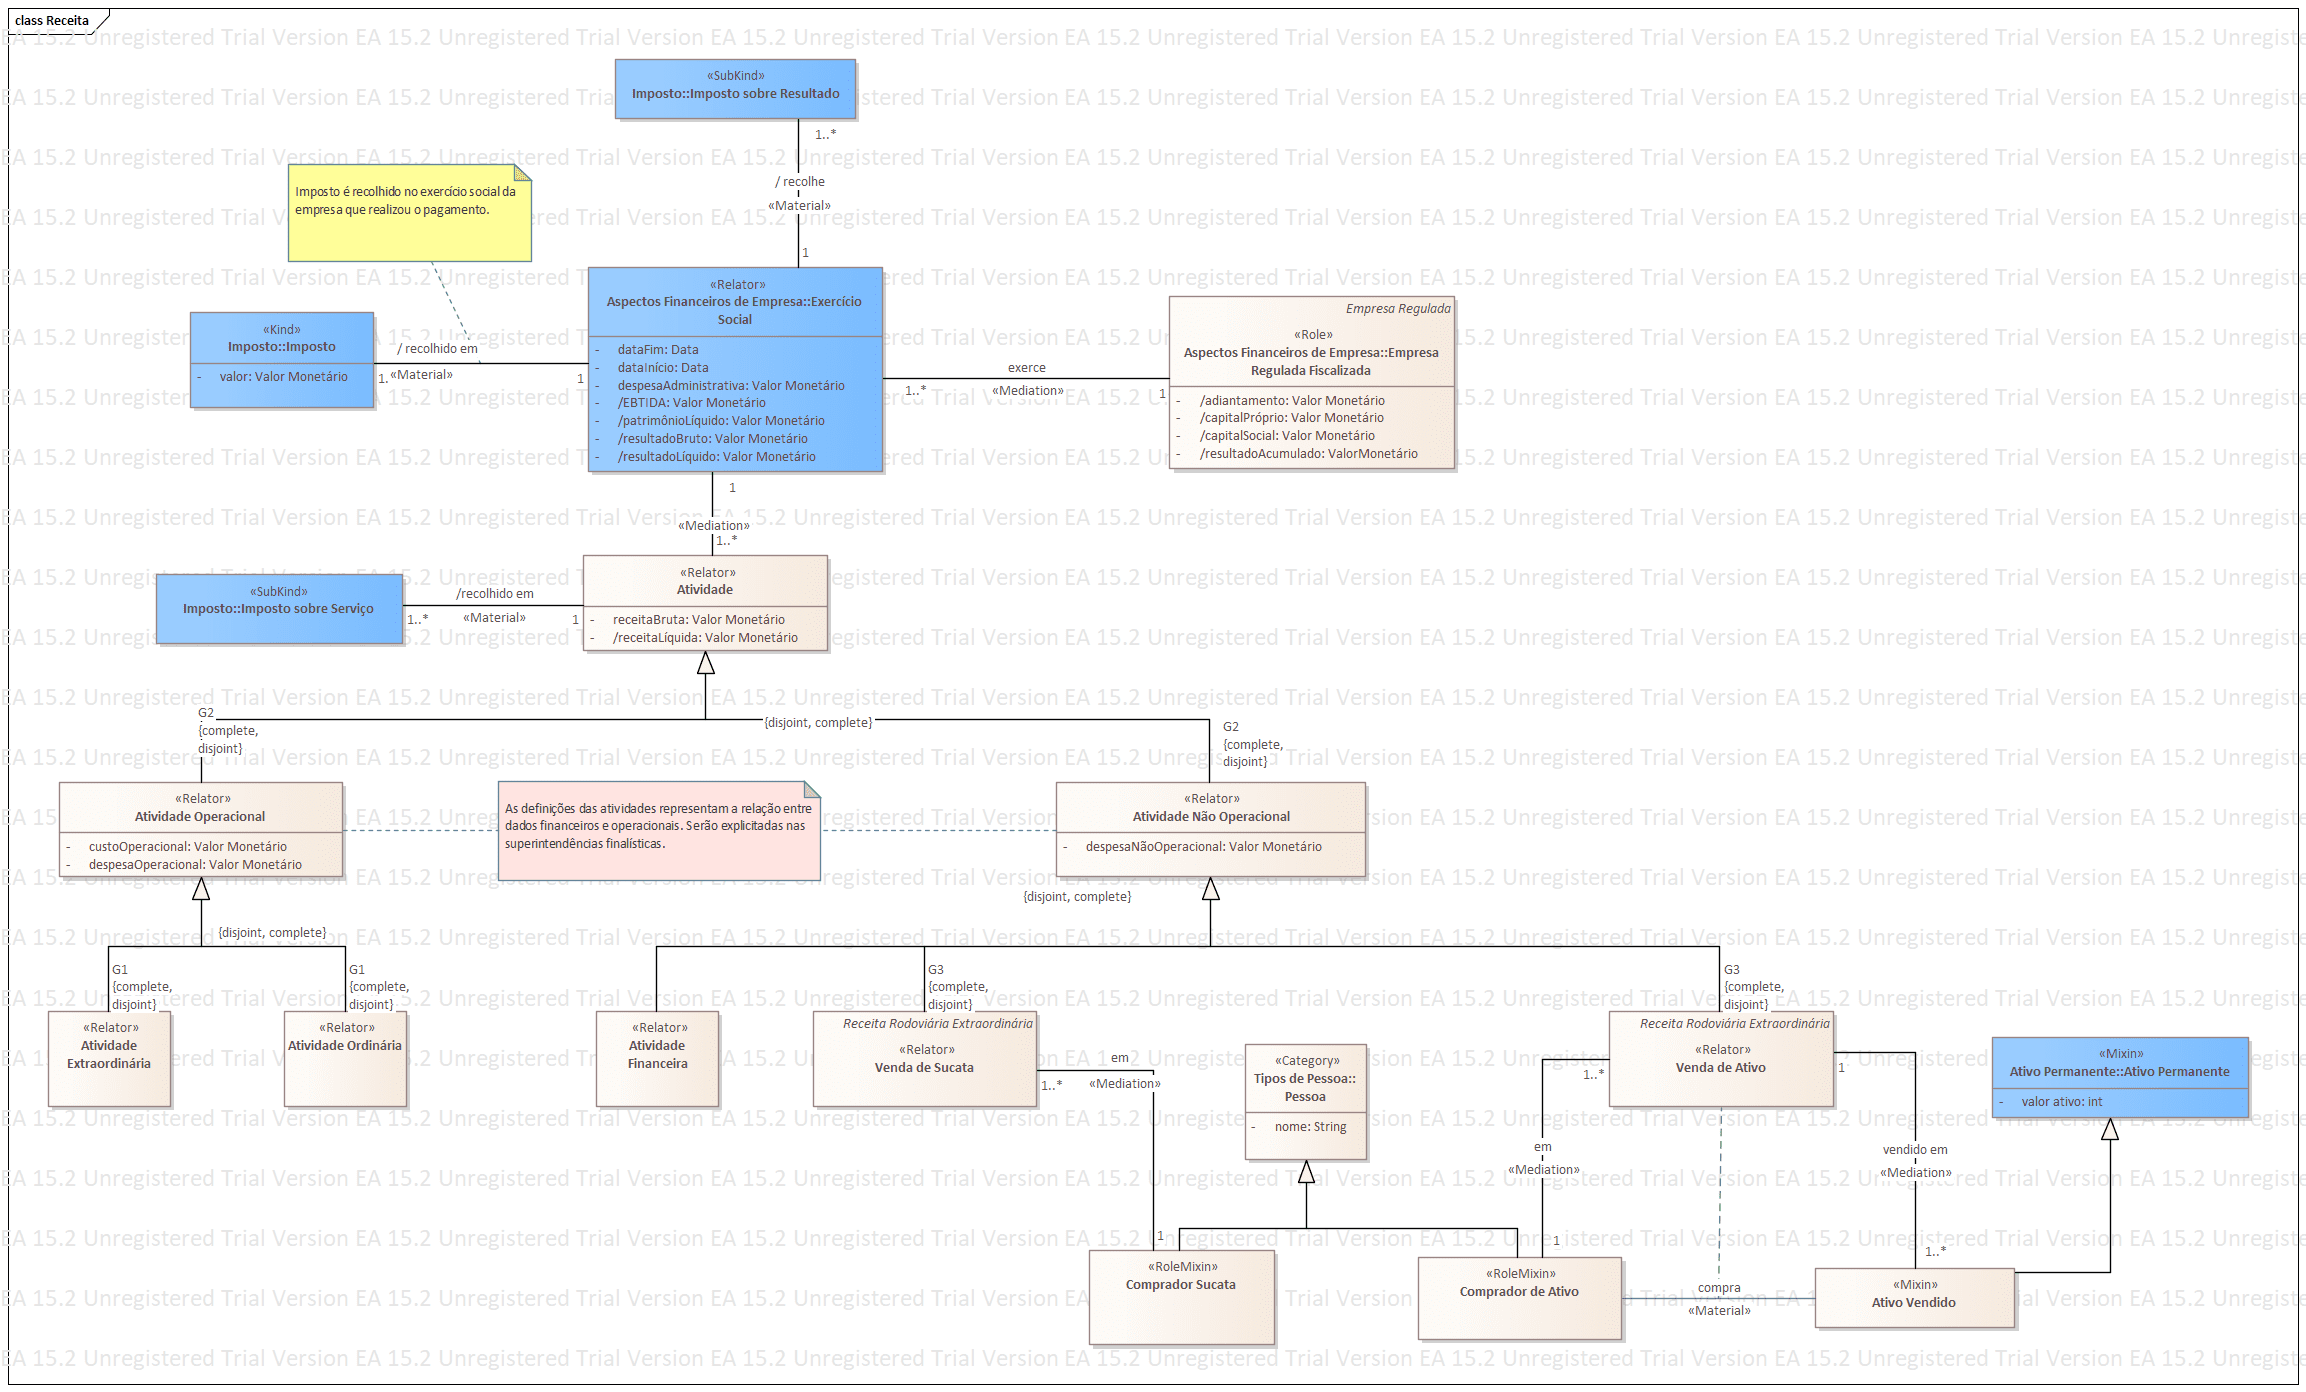 class Receita
EA 15.2 Unregistered Trial Version EA 15.2 Unregistered Trial Version EA 15.2 Unregistered Trial Version EA 15.2 Unregistered Trial Version
«SubKind»
Imposto::Imposto sobre Resultado
1..*
/ recolhe
«Material»
1
Imposto é recolhido no exercício social da
empresa que realizou o pagamento.
«Relator»
Aspectos Financeiros de Empresa::Exercício
Social
- dataFim: Data
- dataInício: Data
- despesaAdministrativa: Valor Monetário
- /EBTIDA: Valor Monetário
- /patrimônioLíquido: Valor Monetário
- /resultadoBruto: Valor Monetário
- /resultadoLíquido: Valor Monetário
«Kind»
Imposto::Imposto
- valor: Valor Monetário
/ recolhido em
1.
«Material»
1
exerce
1..*
«Mediation»
1
Empresa Regulada
«Role»
Aspectos Financeiros de Empresa::Empresa
Regulada Fiscalizada
- /adiantamento: Valor Monetário
- /capitalPróprio: Valor Monetário
- /capitalSocial: Valor Monetário
- /resultadoAcumulado: ValorMonetário
1
«Mediation»
1..*
«SubKind»
Imposto::Imposto sobre Serviço
/recolhido em
1..*
«Material»
1
«Relator»
Atividade
- receitaBruta: Valor Monetário
- /receitaLíquida: Valor Monetário
{disjoint, complete}
G2
{complete,
disjoint}
G2
{complete,
disjoint}
«Relator»
Atividade Operacional
- custoOperacional: Valor Monetário
- despesaOperacional: Valor Monetário
As definições das atividades representam a relação entre
dados financeiros e operacionais. Serão explicitadas nas
superintendências finalísticas.
«Relator»
Atividade Não Operacional
- despesaNãoOperacional: Valor Monetário
{disjoint, complete}
{disjoint, complete}
G1
{complete,
disjoint}
G1
{complete,
disjoint}
G3
{complete,
disjoint}
G3
{complete,
disjoint}
«Relator»
Atividade
Extraordinária
«Relator»
Atividade Ordinária
«Relator»
Atividade
Financeira
Receita Rodoviária Extraordinária
«Relator»
Venda de Sucata
em
1..*
«Mediation»
1
«Category»
Tipos de Pessoa::
Pessoa
- nome: String
Receita Rodoviária Extraordinária
«Relator»
Venda de Ativo
1..*
em
«Mediation»
1
1
vendido em
«Mediation»
1..*
«Mixin»
Ativo Permanente::Ativo Permanente
- valor ativo: int
«RoleMixin»
Comprador Sucata
«RoleMixin»
Comprador de Ativo
compra
«Material»
«Mixin»
Ativo Vendido